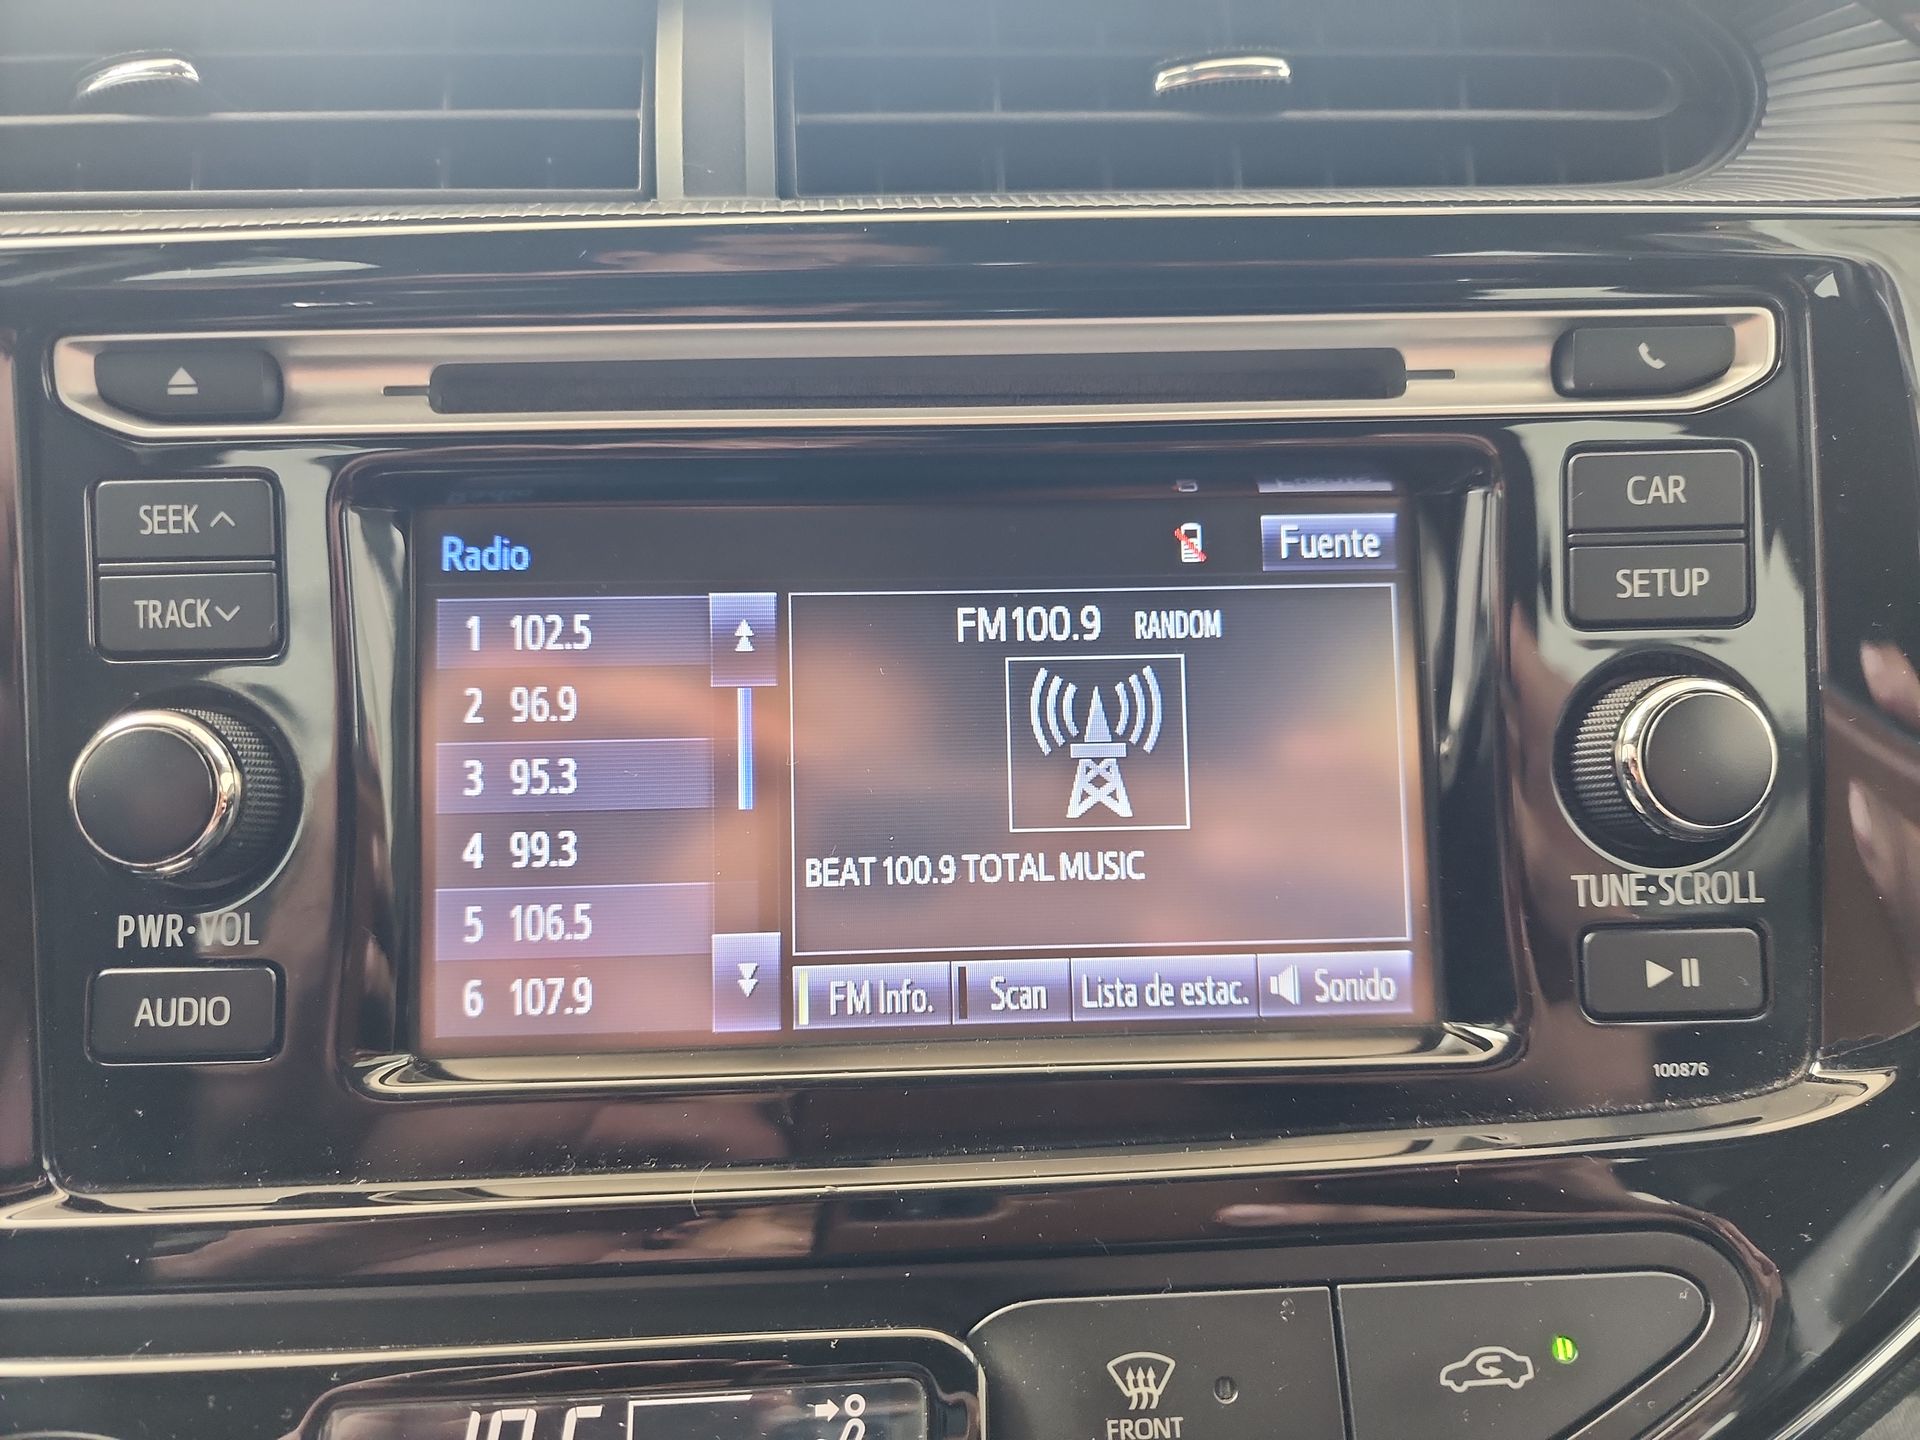 SEEK
TRACK
PWR·VOL
AUDIO
Radio
Fuente
1 102.5
2 96.9
3 95.3
4 99.3
5 106.5
6 107.9
FM100.9 RANDOM
BEAT 100.9 TOTAL MUSIC
FM Info. Scan Lista de estac. Sonido
CAR
SETUP
TUNE·SCROLL
100876
FRONT